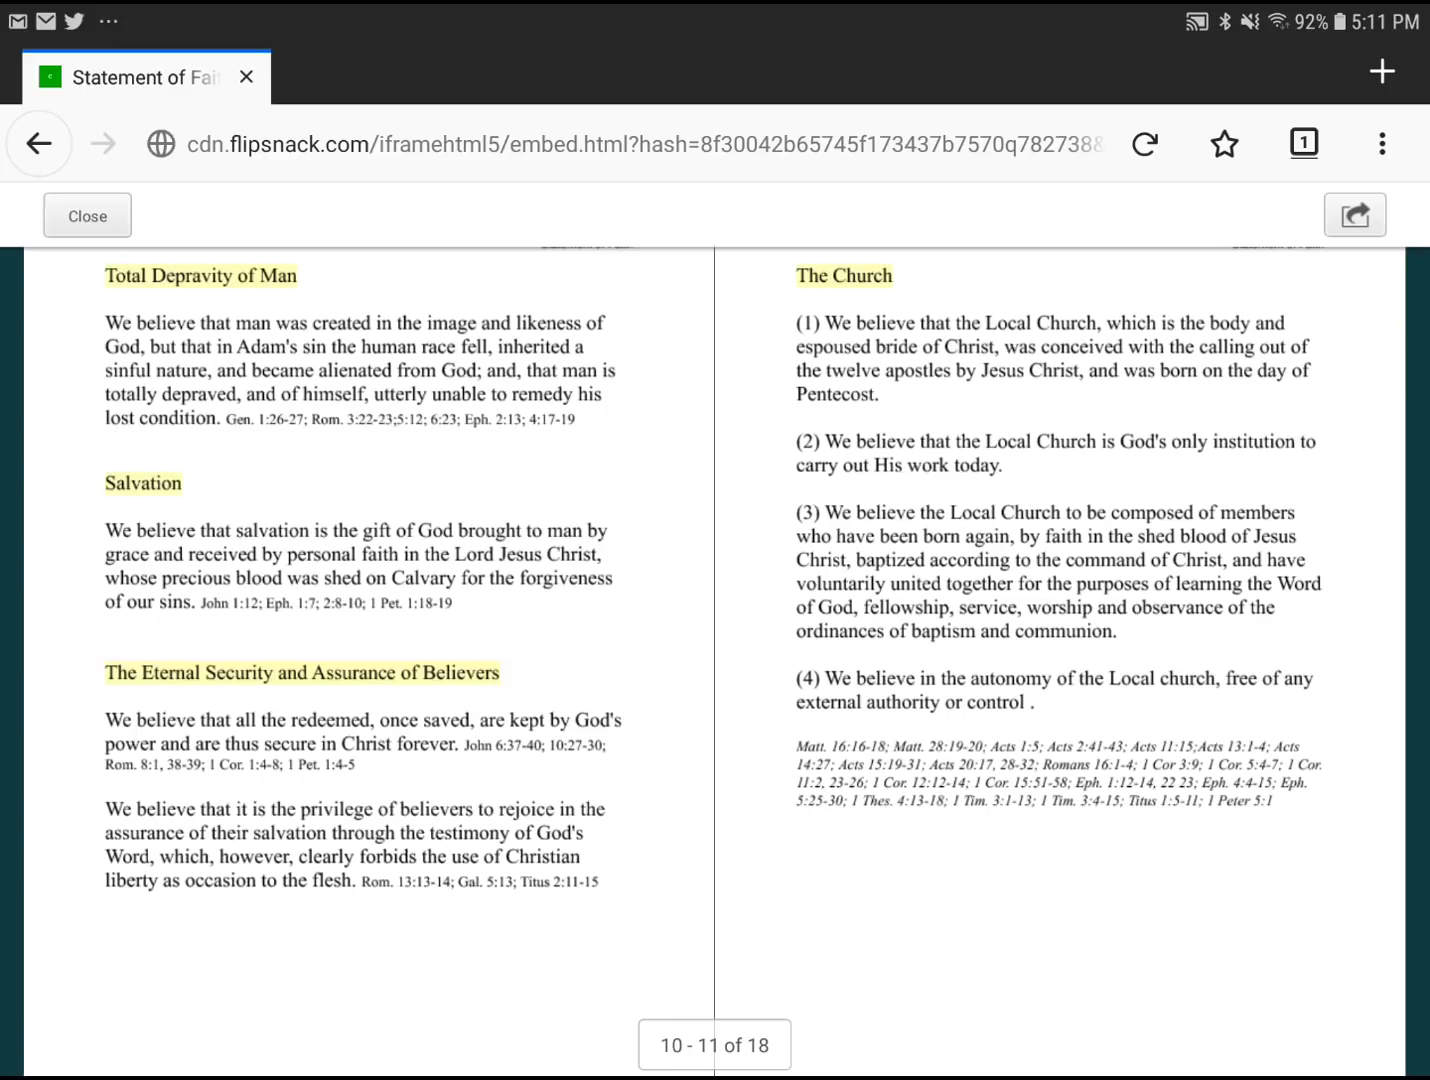 ... 92% 5:11 PM
Statement of Fai
cdn.flipsnack.com/iframehtml5/embed.html?hash=8f30042b65745f173437b7570q782738&
1
Close
Total Depravity of Man
We believe that man was created in the image and likeness of
God, but that in Adam's sin the human race fell, inherited a
sinful nature, and became alienated from God; and, that man is
totally depraved, and of himself, utterly unable to remedy his
lost condition. Gen. 1:26-27; Rom. 3:22-23;5:12; 6:23; Eph. 2:13; 4:17-19
Salvation
We believe that salvation is the gift of God brought to man by
grace and received by personal faith in the Lord Jesus Christ,
whose precious blood was shed on Calvary for the forgiveness
of our sins. John 1:12; Eph. 1:7; 2:8-10; 1 Pet. 1:18-19
The Eternal Security and Assurance of Believers
We believe that all the redeemed, once saved, are kept by God's
power and are thus secure in Christ forever. John 6:37-40; 10:27-30;
Rom. 8:1, 38-39; 1 Cor. 1:4-8; 1 Pet. 1:4-5
We believe that it is the privilege of believers to rejoice in the
assurance of their salvation through the testimony of God's
Word, which, however, clearly forbids the use of Christian
liberty as occasion to the flesh. Rom. 13:13-14; Gal. 5:13; Titus 2:11-15
The Church
(1) We believe that the Local Church, which is the body and
espoused bride of Christ, was conceived with the calling out of
the twelve apostles by Jesus Christ, and was born on the day of
Pentecost.
(2) We believe that the Local Church is God's only institution to
carry out His work today.
(3) We believe the Local Church to be composed of members
who have been born again, by faith in the shed blood of Jesus
Christ, baptized according to the command of Christ, and have
voluntarily united together for the purposes of learning the Word
of God, fellowship, service, worship and observance of the
ordinances of baptism and communion.
(4) We believe in the autonomy of the Local church, free of any
external authority or control .
Matt. 16:16-18; Matt. 28:19-20; Acts 1:5; Acts 2:41-43; Acts 11:15;Acts 13:1-4; Acts
14:27; Acts 15:19-31; Acts 20:17, 28-32; Romans 16:1-4; 1 Cor 3:9; 1 Cor. 5:4-7; 1 Cor.
11:2, 23-26; 1 Cor. 12:12-14; 1 Cor. 15:51-58; Eph. 1:12-14, 22 23; Eph. 4:4-15; Eph.
5:25-30; 1 Thes. 4:13-18; 1 Tim. 3:1-13; 1 Tim. 3:4-15; Titus 1:5-11; 1 Peter 5:1
10 - 11 of 18